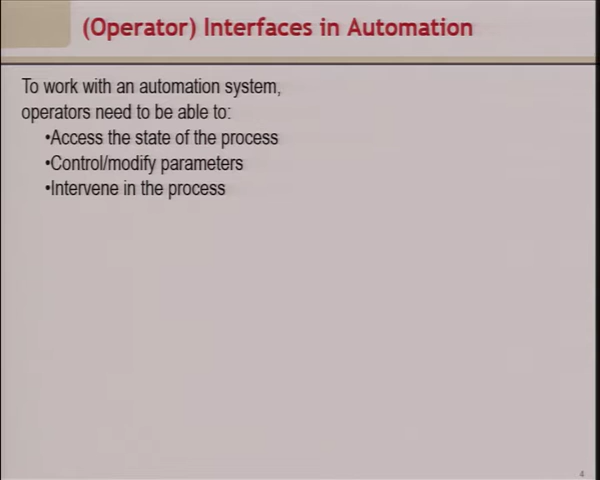 (Operator) Interfaces in Automation
To work with an automation system,
operators need to be able to:
•Access the state of the process
•Control/modify parameters
•Intervene in the process
4